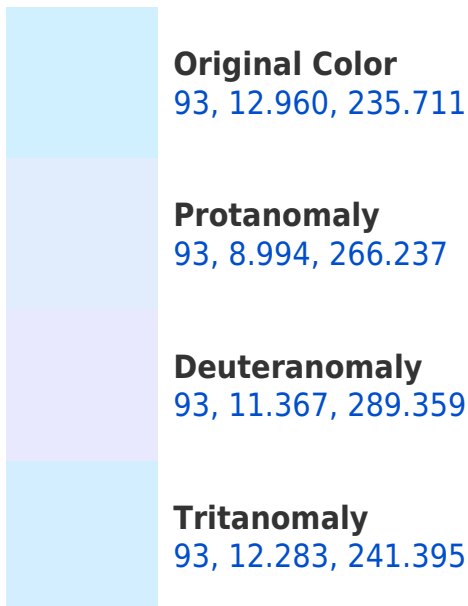 Original Color
93, 12.960, 235.711
Protanomaly
93, 8.994, 266.237
Deuteranomaly
93, 11.367, 289.359
Tritanomaly
93, 12.283, 241.395